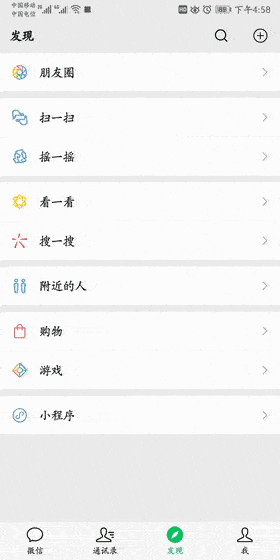 中国移动
中国电信
下午4:58
发现
朋友圈
扫一扫
摇一摇
看一看
搜一搜
附近的人
购物
游戏
小程序
微信
通讯录
发现
我